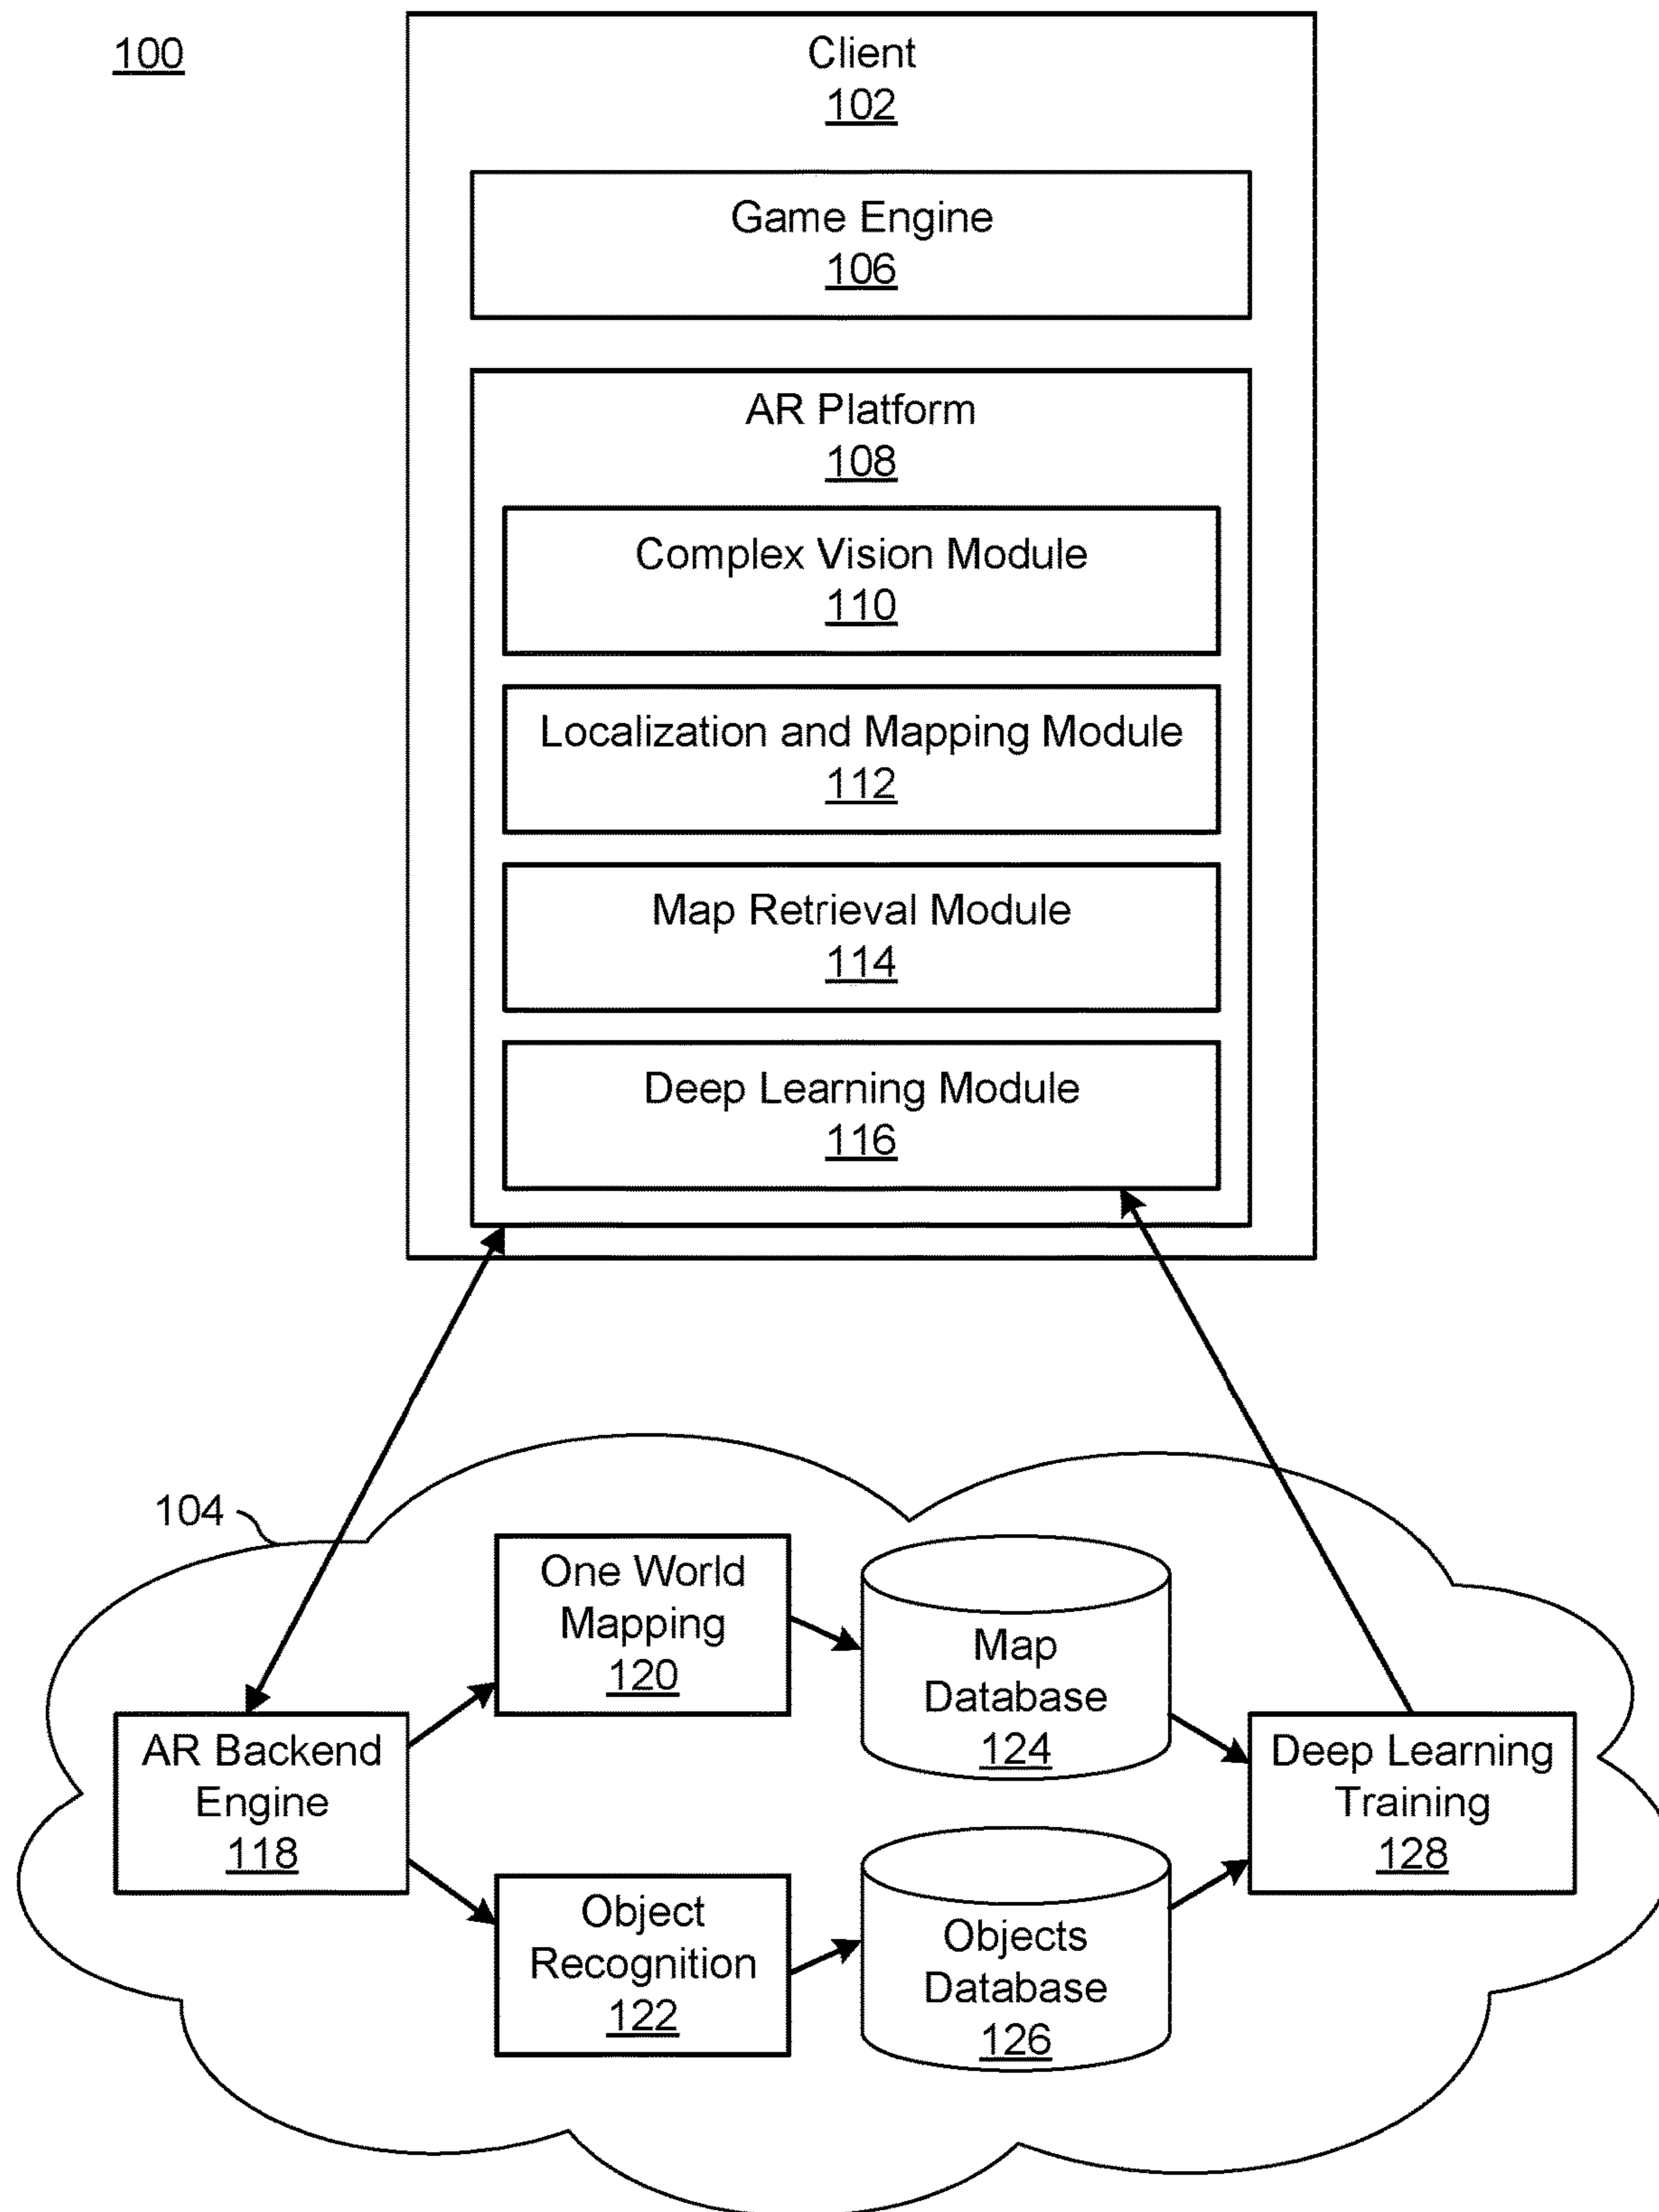 100
Client
102
Game Engine
106
AR Platform
108
Complex Vision Module
110
Localization and Mapping Module
112
Map Retrieval Module
114
Deep Learning Module
116
104
One World
Mapping
120
Map
Database
124
AR Backend
Engine
118
Deep Learning
Training
128
Object
Recognition
122
Objects
Database
126